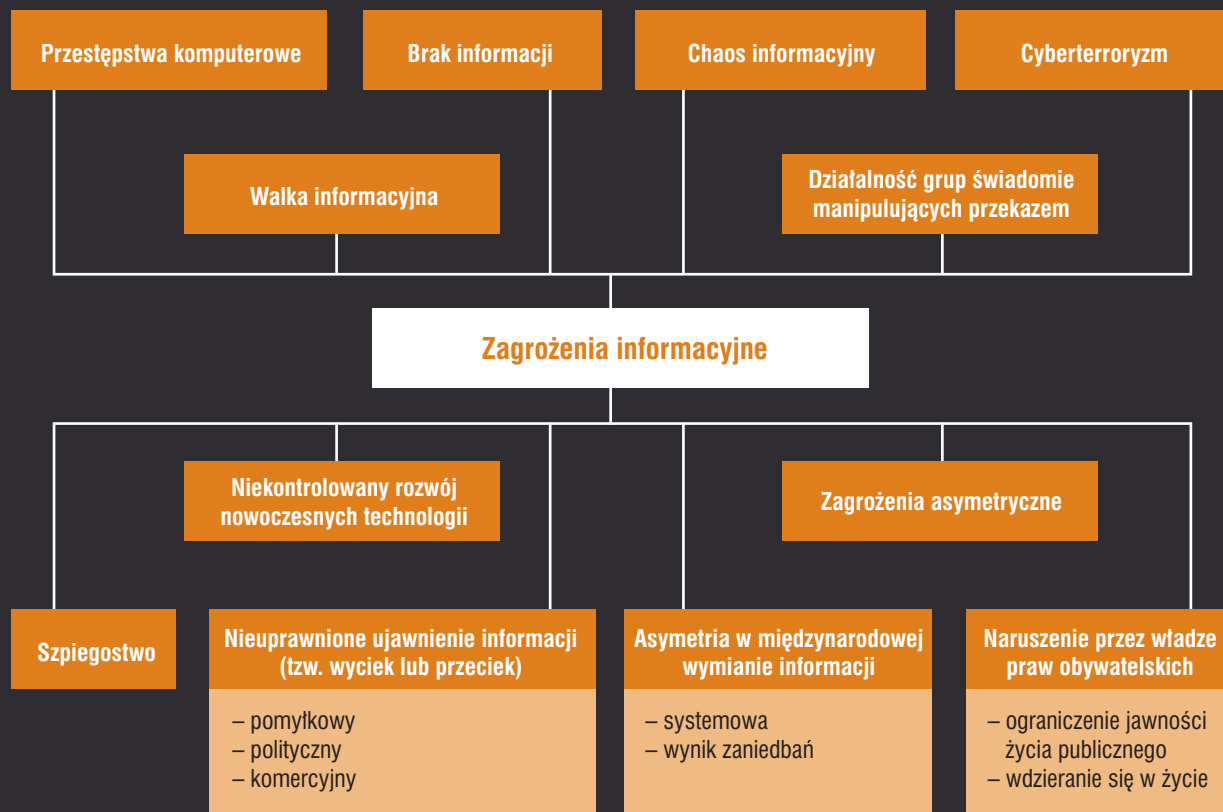 Przestępstwa komputerowe
Brak informacji
Chaos informacyjny
Cyberterroryzm
Walka informacyjna
Działalność grup świadomie
manipulujących przekazem
Zagrożenia informacyjne
Niekontrolowany rozwój
nowoczesnych technologii
Zagrożenia asymetryczne
Szpiegostwo
Nieuprawnione ujawnienie informacji
(tzw. wyciek lub przeciek)
– pomyłkowy
– polityczny
– komercyjny
Asymetria w międzynarodowej
wymianie informacji
– systemowa
– wynik zaniedbań
Naruszenie przez władze
praw obywatelskich
– ograniczenie jawności
życia publicznego
– wdzieranie się w życie